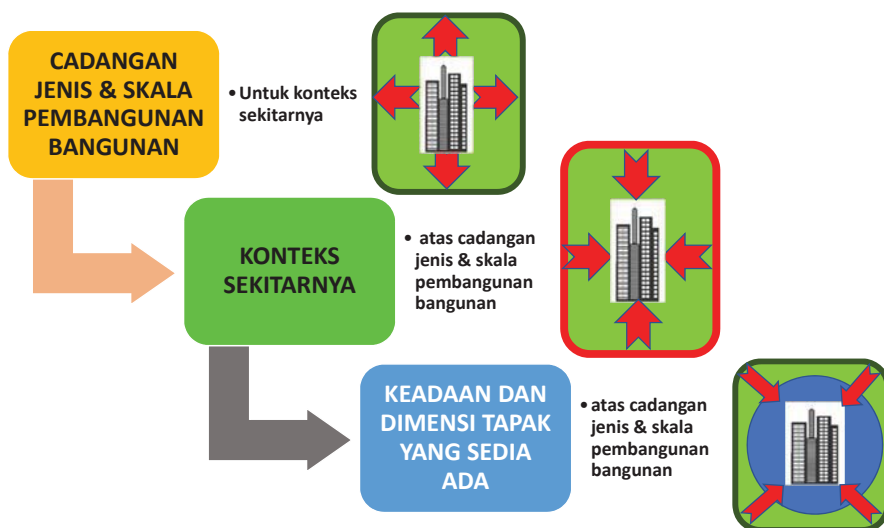 CADANGAN
JENIS & SKALA
PEMBANGUNAN
BANGUNAN
• Untuk konteks
sekitarnya
KONTEKS
SEKITARNYA
• atas cadangan
jenis & skala
pembangunan
bangunan
KEADAAN DAN
DIMENSI TAPAK
YANG SEDIA
ADA
• atas cadangan
jenis & skala
pembangunan
bangunan